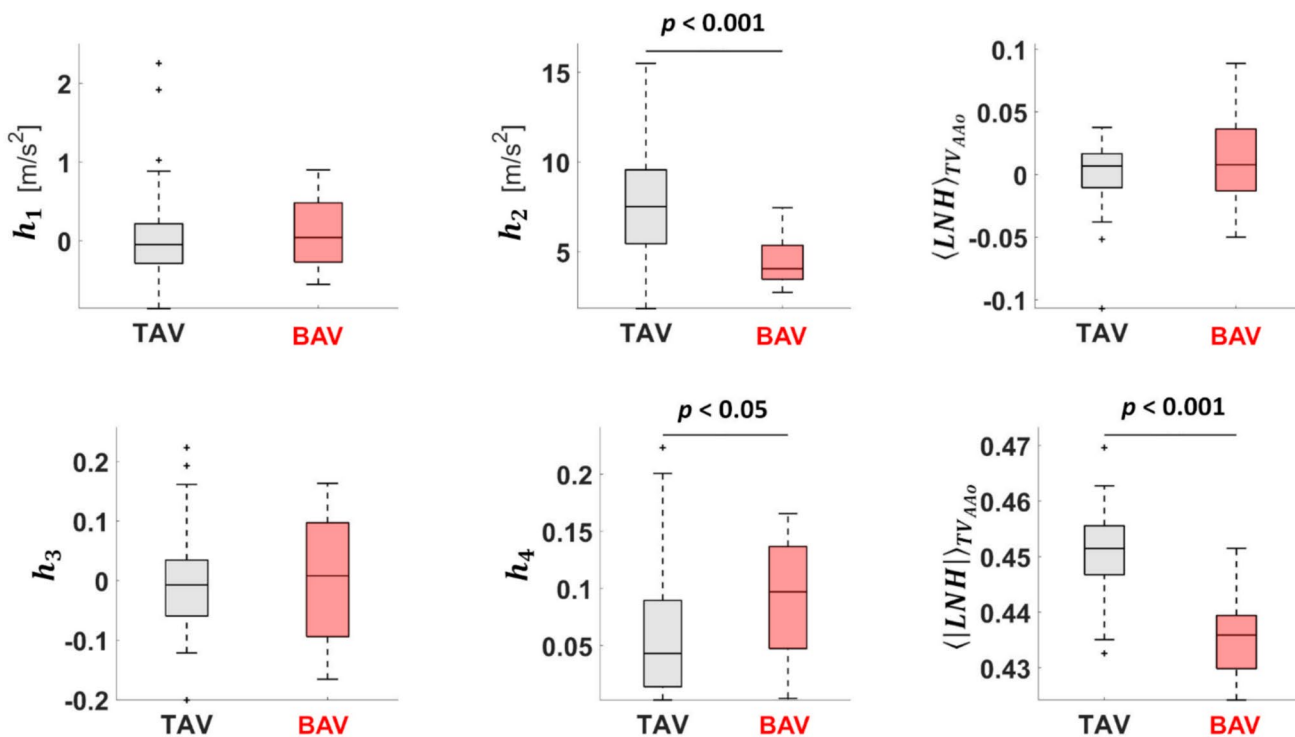 p < 0.001
h₁ [m/s²]
2
1
0
TAV BAV
h₂ [m/s²]
15
10
5
TAV BAV
⟨LNH⟩TV_AAo
0.1
0.05
0
-0.05
-0.1
TAV BAV
h₃
0.2
0.1
0
-0.1
-0.2
TAV BAV
p < 0.05
h₄
0.2
0.15
0.1
0.05
TAV BAV
p < 0.001
⟨|LNH|⟩TV_AAo
0.47
0.46
0.45
0.44
0.43
TAV BAV